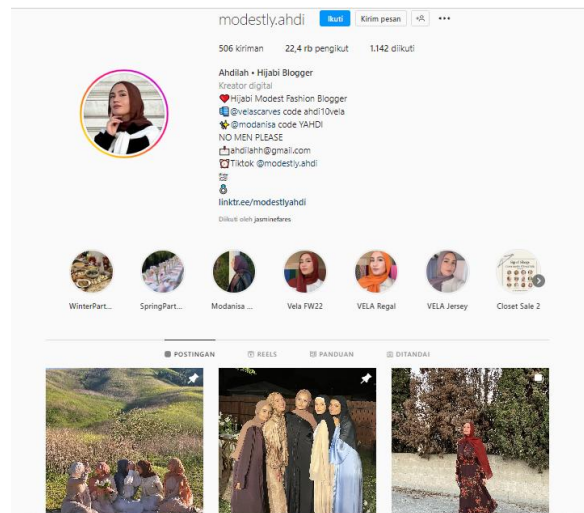 modestly.ahdi Ikuti Kirim pesan
506 kiriman 22,4 rb pengikut 1.142 diikuti
Ahdilah • Hijabi Blogger
Kreator digital
❤️Hijabi Modest Fashion Blogger
@velascarves code ahdi10vela
@modanisa code YAHDI
NO MEN PLEASE
ahdilahh@gmail.com
Tiktok @modestly.ahdi
linktr.ee/modestlyahdi
Diikuti oleh jasminefares
WinterPart... SpringPart... Modanisa ... Vela FW22 VELA Regal VELA Jersey Closet Sale 2
POSTINGAN REELS PANDUAN DITANDAI